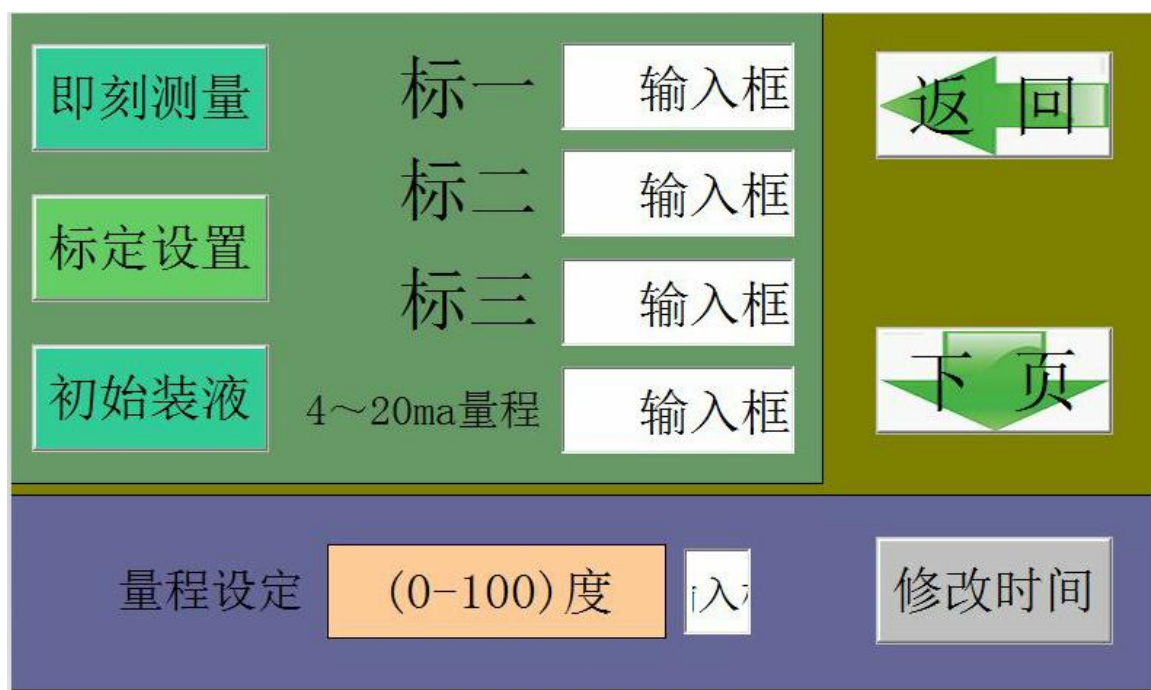 即刻测量
标一 输入框
返 回
标定设置
标二 输入框
标三 输入框
下 页
初始装液
4～20ma量程 输入框
量程设定 (0-100)度 入
修改时间